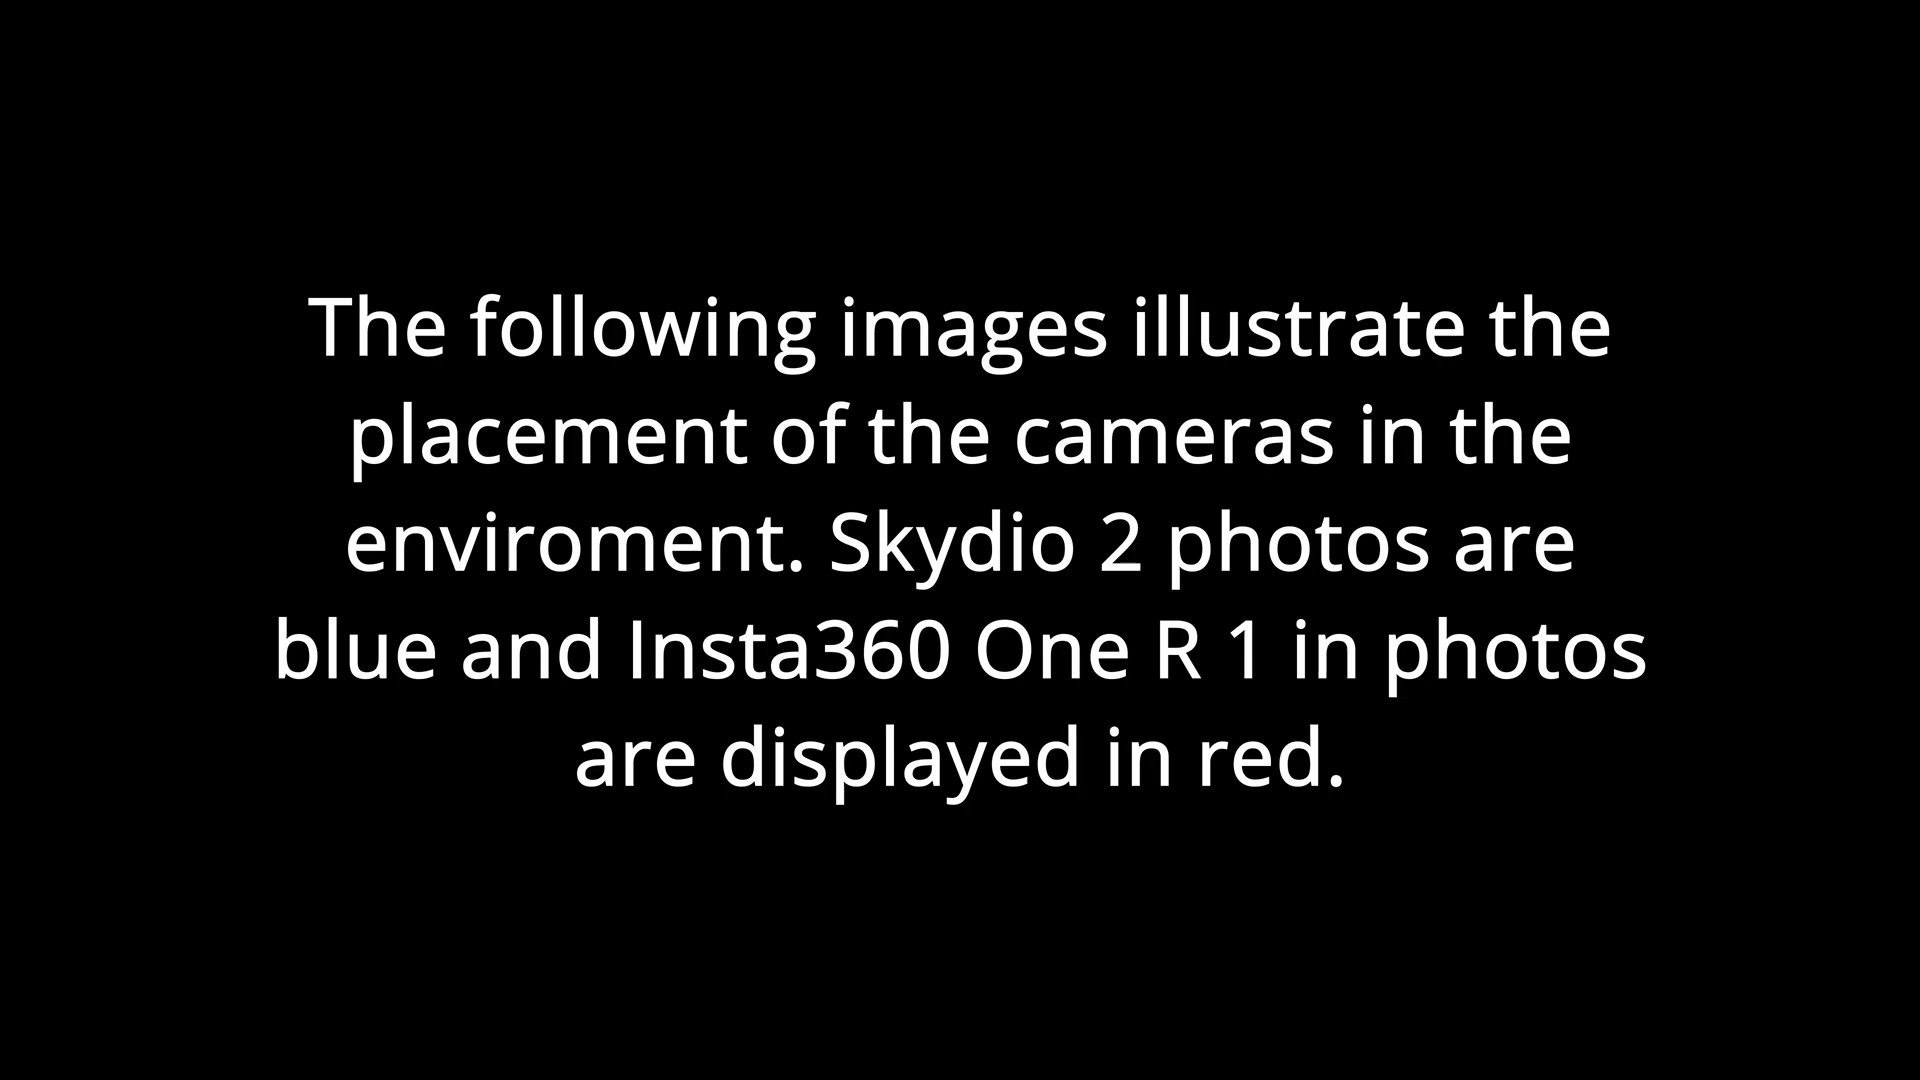 The following images illustrate the
placement of the cameras in the
enviroment. Skydio 2 photos are
blue and Insta360 One R 1 in photos
are displayed in red.